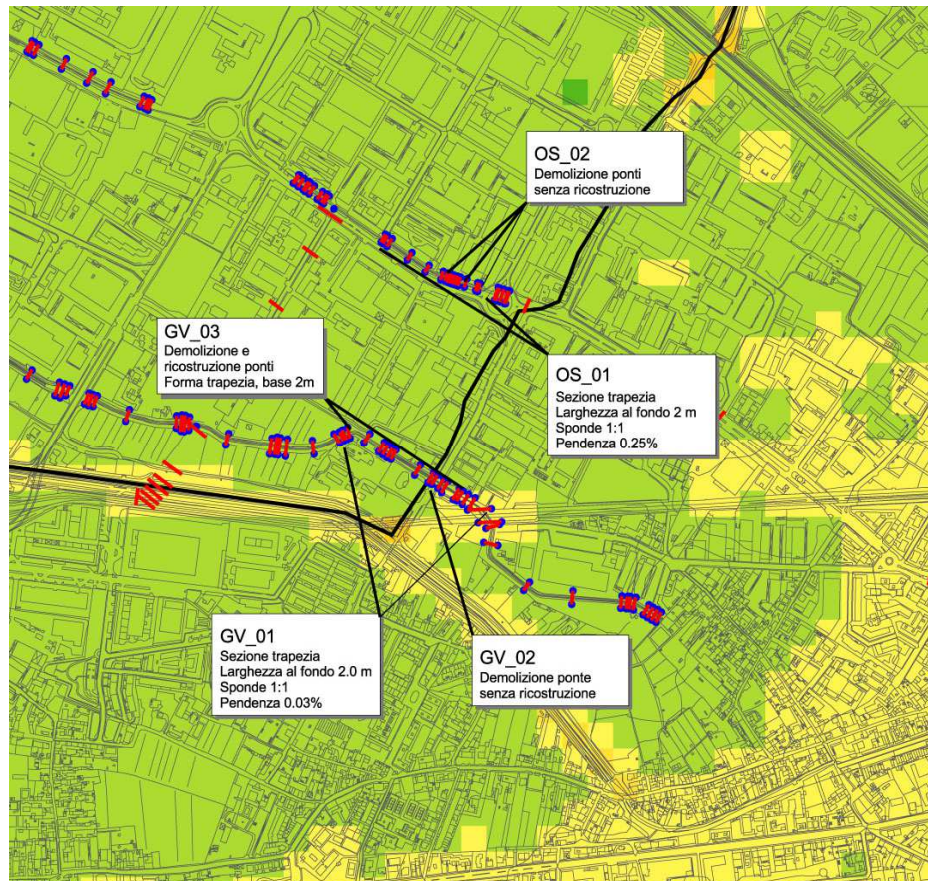 OS_02
Demolizione ponti
senza ricostruzione
GV_03
Demolizione e
ricostruzione ponti
Forma trapezia, base 2m
OS_01
Sezione trapezia
Larghezza al fondo 2 m
Sponde 1:1
Pendenza 0.25%
GV_01
Sezione trapezia
Larghezza al fondo 2.0 m
Sponde 1:1
Pendenza 0.03%
GV_02
Demolizione ponte
senza ricostruzione